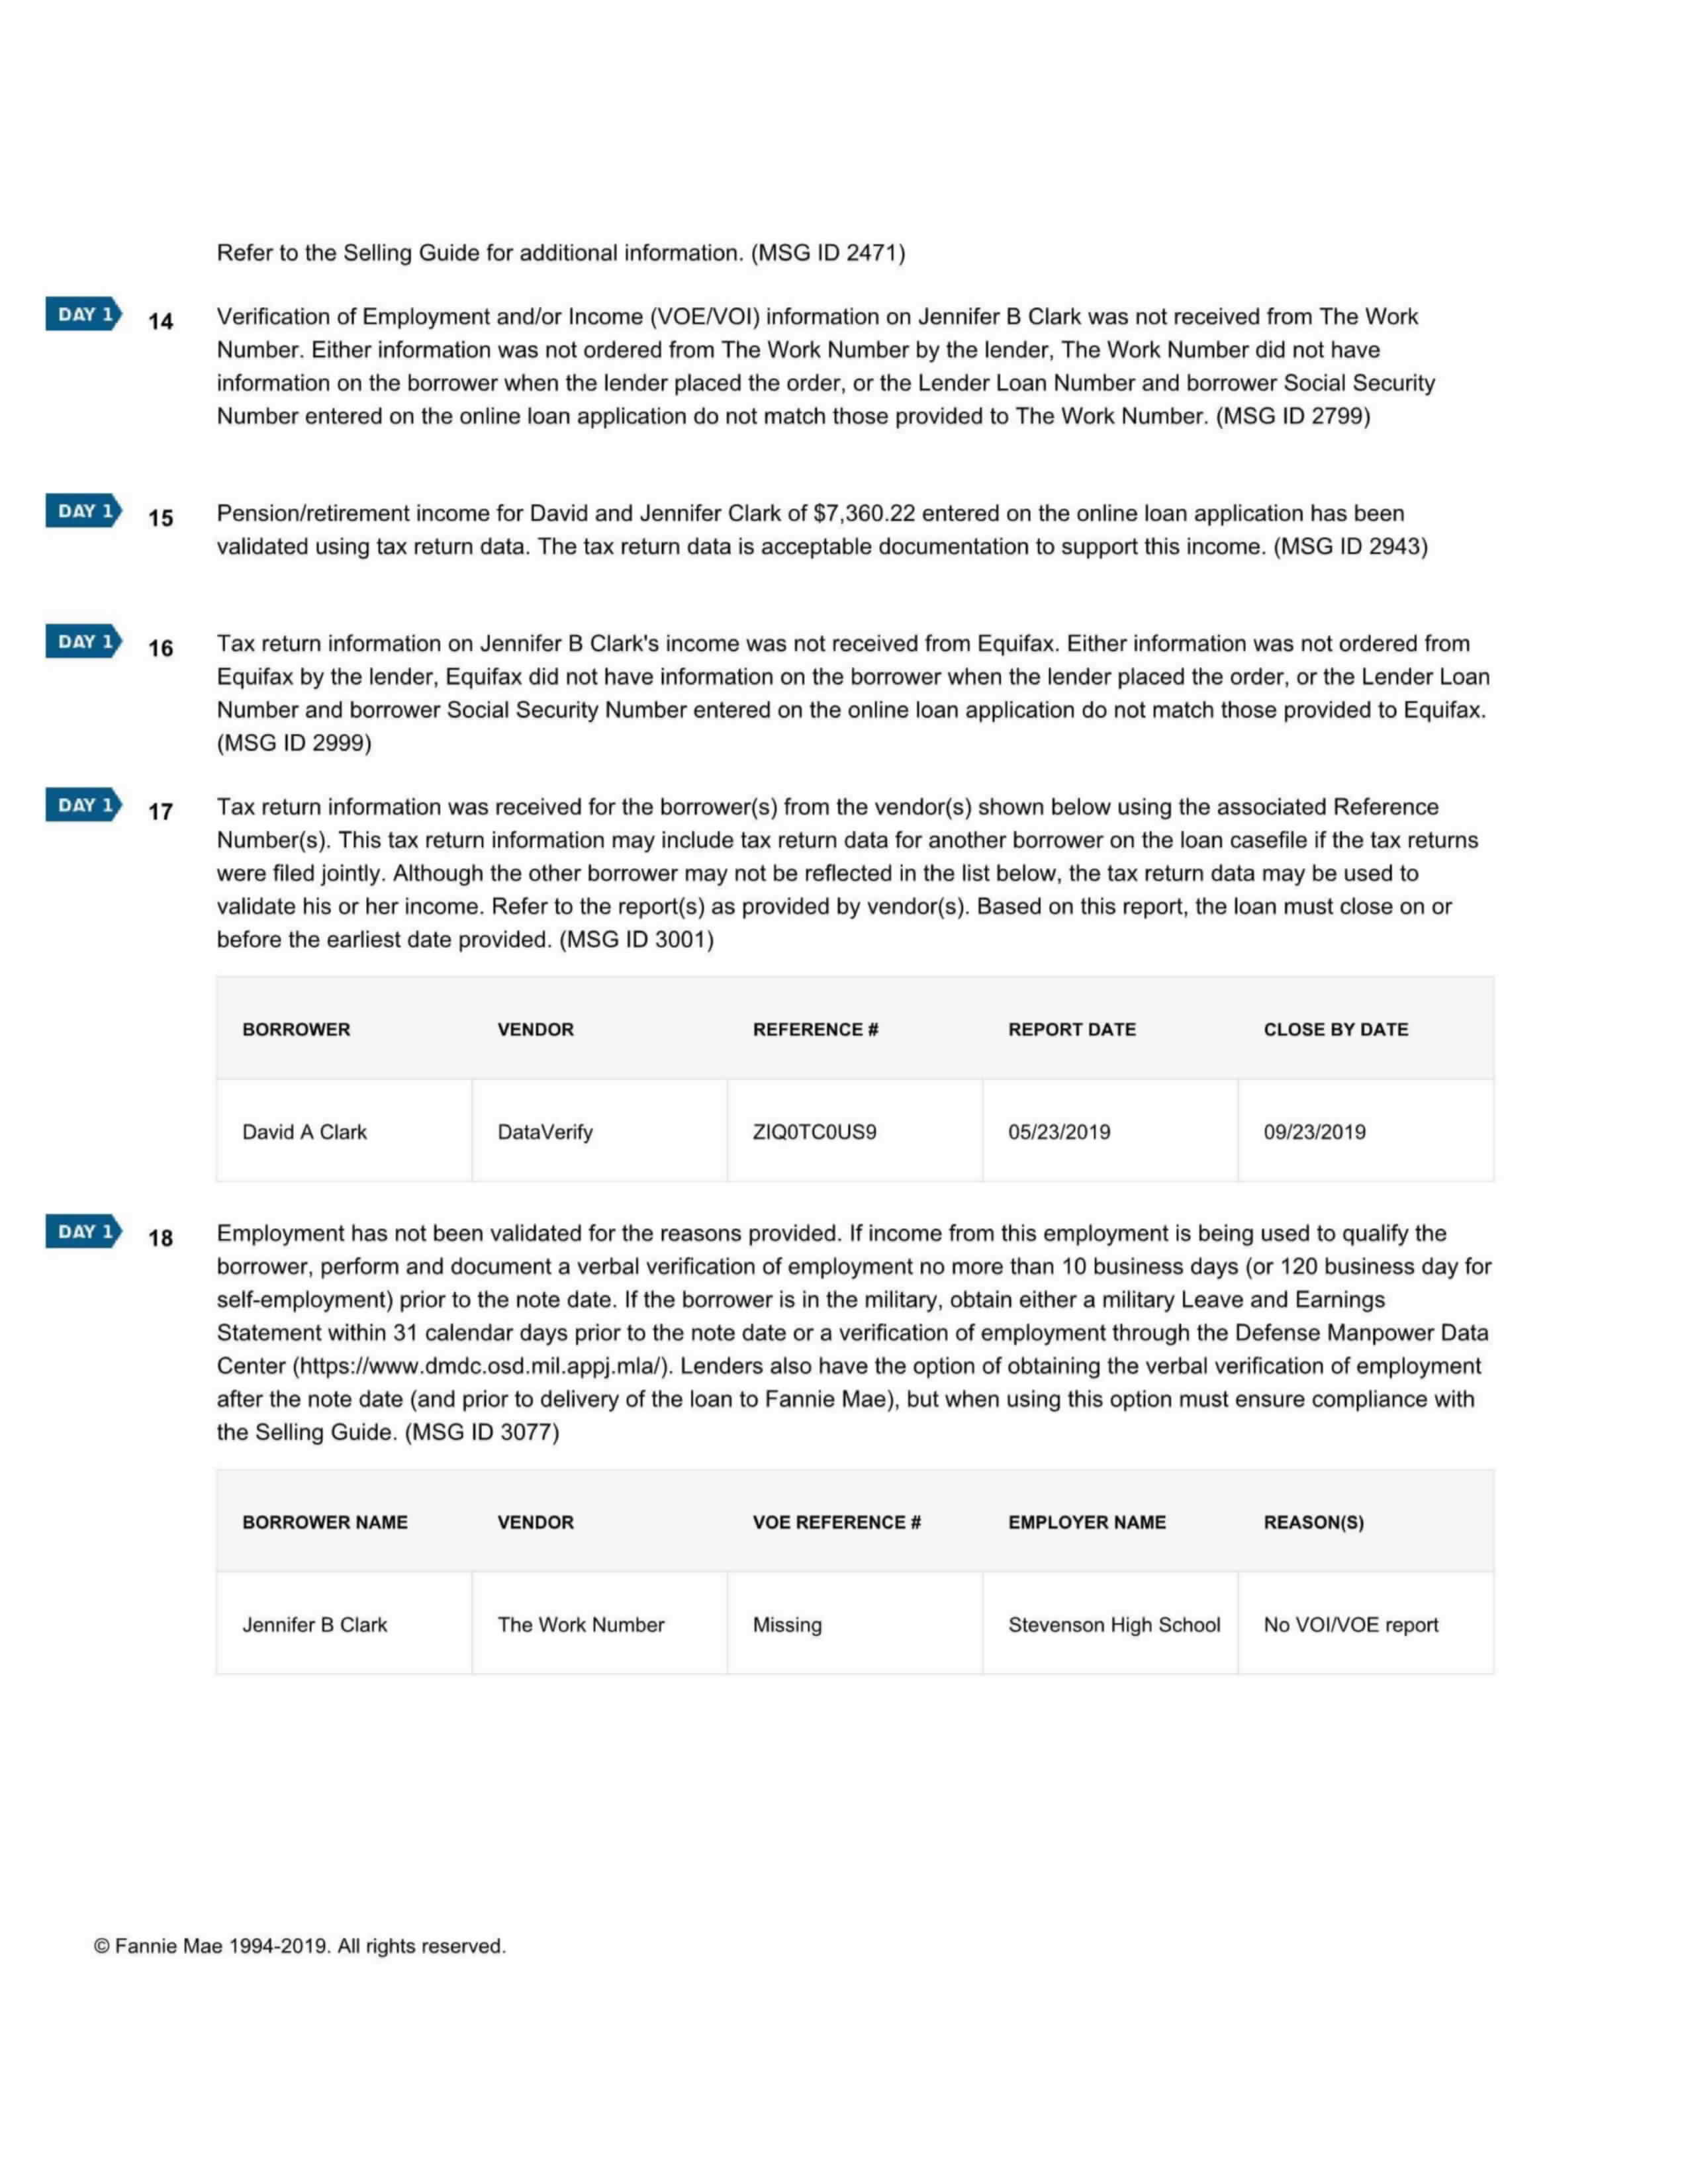 Refer to the Selling Guide for additional information. (MSG ID 2471)
DAY 1
14
Verification of Employment and/or Income (VOE/VOI) information on Jennifer B Clark was not received from The Work
Number. Either information was not ordered from The Work Number by the lender, The Work Number did not have
information on the borrower when the lender placed the order, or the Lender Loan Number and borrower Social Security
Number entered on the online loan application do not match those provided to The Work Number. (MSG ID 2799)
DAY 1
15
Pension/retirement income for David and Jennifer Clark of $7,360.22 entered on the online loan application has been
validated using tax return data. The tax return data is acceptable documentation to support this income. (MSG ID 2943)
DAY 1
16
Tax return information on Jennifer B Clark's income was not received from Equifax. Either information was not ordered from
Equifax by the lender, Equifax did not have information on the borrower when the lender placed the order, or the Lender Loan
Number and borrower Social Security Number entered on the online loan application do not match those provided to Equifax.
(MSG ID 2999)
DAY 1
17
Tax return information was received for the borrower(s) from the vendor(s) shown below using the associated Reference
Number(s). This tax return information may include tax return data for another borrower on the loan casefile if the tax returns
were filed jointly. Although the other borrower may not be reflected in the list below, the tax return data may be used to
validate his or her income. Refer to the report(s) as provided by vendor(s). Based on this report, the loan must close on or
before the earliest date provided. (MSG ID 3001)
BORROWER VENDOR REFERENCE # REPORT DATE CLOSE BY DATE
David A Clark DataVerify ZIQ0TC0US9 05/23/2019 09/23/2019
DAY 1
18
Employment has not been validated for the reasons provided. If income from this employment is being used to qualify the
borrower, perform and document a verbal verification of employment no more than 10 business days (or 120 business day for
self-employment) prior to the note date. If the borrower is in the military, obtain either a military Leave and Earnings
Statement within 31 calendar days prior to the note date or a verification of employment through the Defense Manpower Data
Center (https://www.dmdc.osd.mil.appj.mla/). Lenders also have the option of obtaining the verbal verification of employment
after the note date (and prior to delivery of the loan to Fannie Mae), but when using this option must ensure compliance with
the Selling Guide. (MSG ID 3077)
BORROWER NAME VENDOR VOE REFERENCE # EMPLOYER NAME REASON(S)
Jennifer B Clark The Work Number Missing Stevenson High School No VOI/VOE report
© Fannie Mae 1994-2019. All rights reserved.